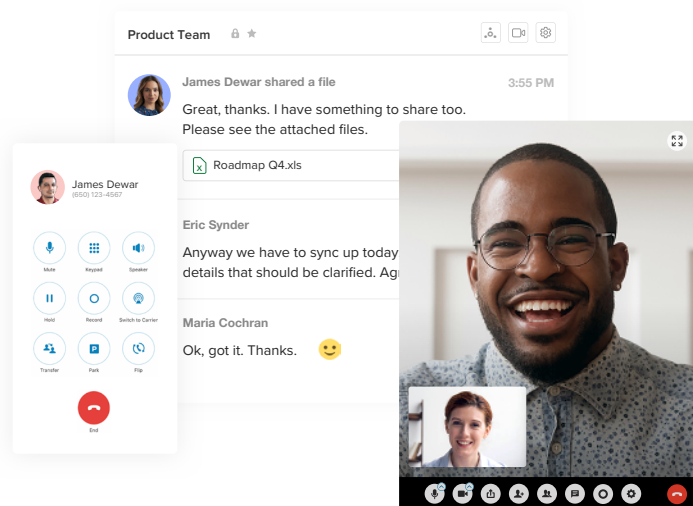 Product Team
James Dewar shared a file
3:55 PM
Great, thanks. I have something to share too.
Please see the attached files.
Roadmap Q4.xls
Eric Synder
Anyway we have to sync up today.
details that should be clarified. Agr
Maria Cochran
Ok, got it. Thanks.
James Dewar
(650) 123-4567
Mute Keypad Speaker
Hold Record Switch to Carrier
Transfer Park Flip
End